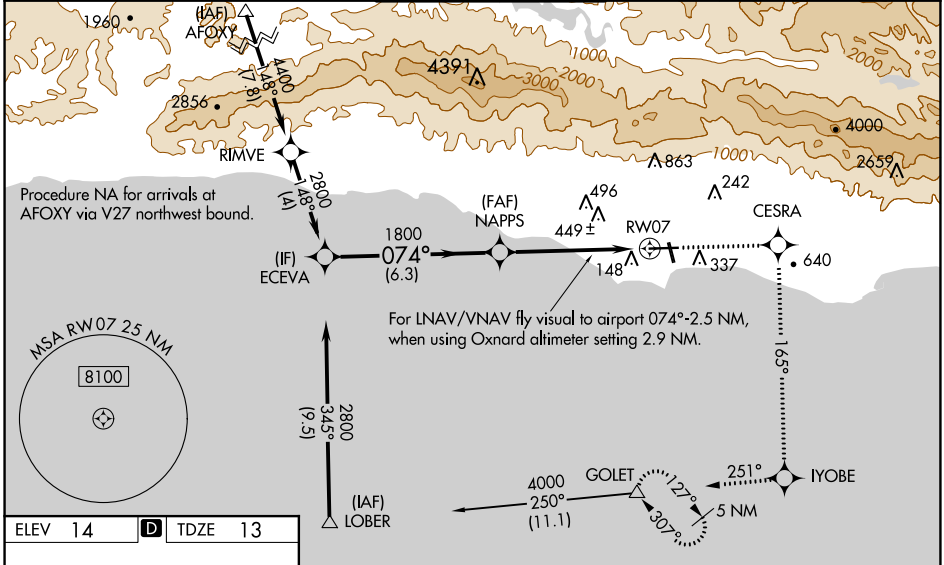 1960
(IAF)
AFOXY
4400
148°
(7.8)
1000
2000
3000
4391
2856
4000
1000
2659
RIMVE
2800
148°
(4)
863
242
496
449 ±
Procedure NA for arrivals at
AFOXY via V27 northwest bound.
(FAF)
NAPPS
RW07
CESRA
1800
074°
(6.3)
(IF)
ECEVA
148
337
640
For LNAV/VNAV fly visual to airport 074°-2.5 NM,
when using Oxnard altimeter setting 2.9 NM.
MSA RW07 25 NM
8100
165°
2800
345°
(9.5)
(IAF)
LOBER
4000
250°
(11.1)
GOLET
127°
307°
5 NM
251°
IYOBE
ELEV 14
D
TDZE 13